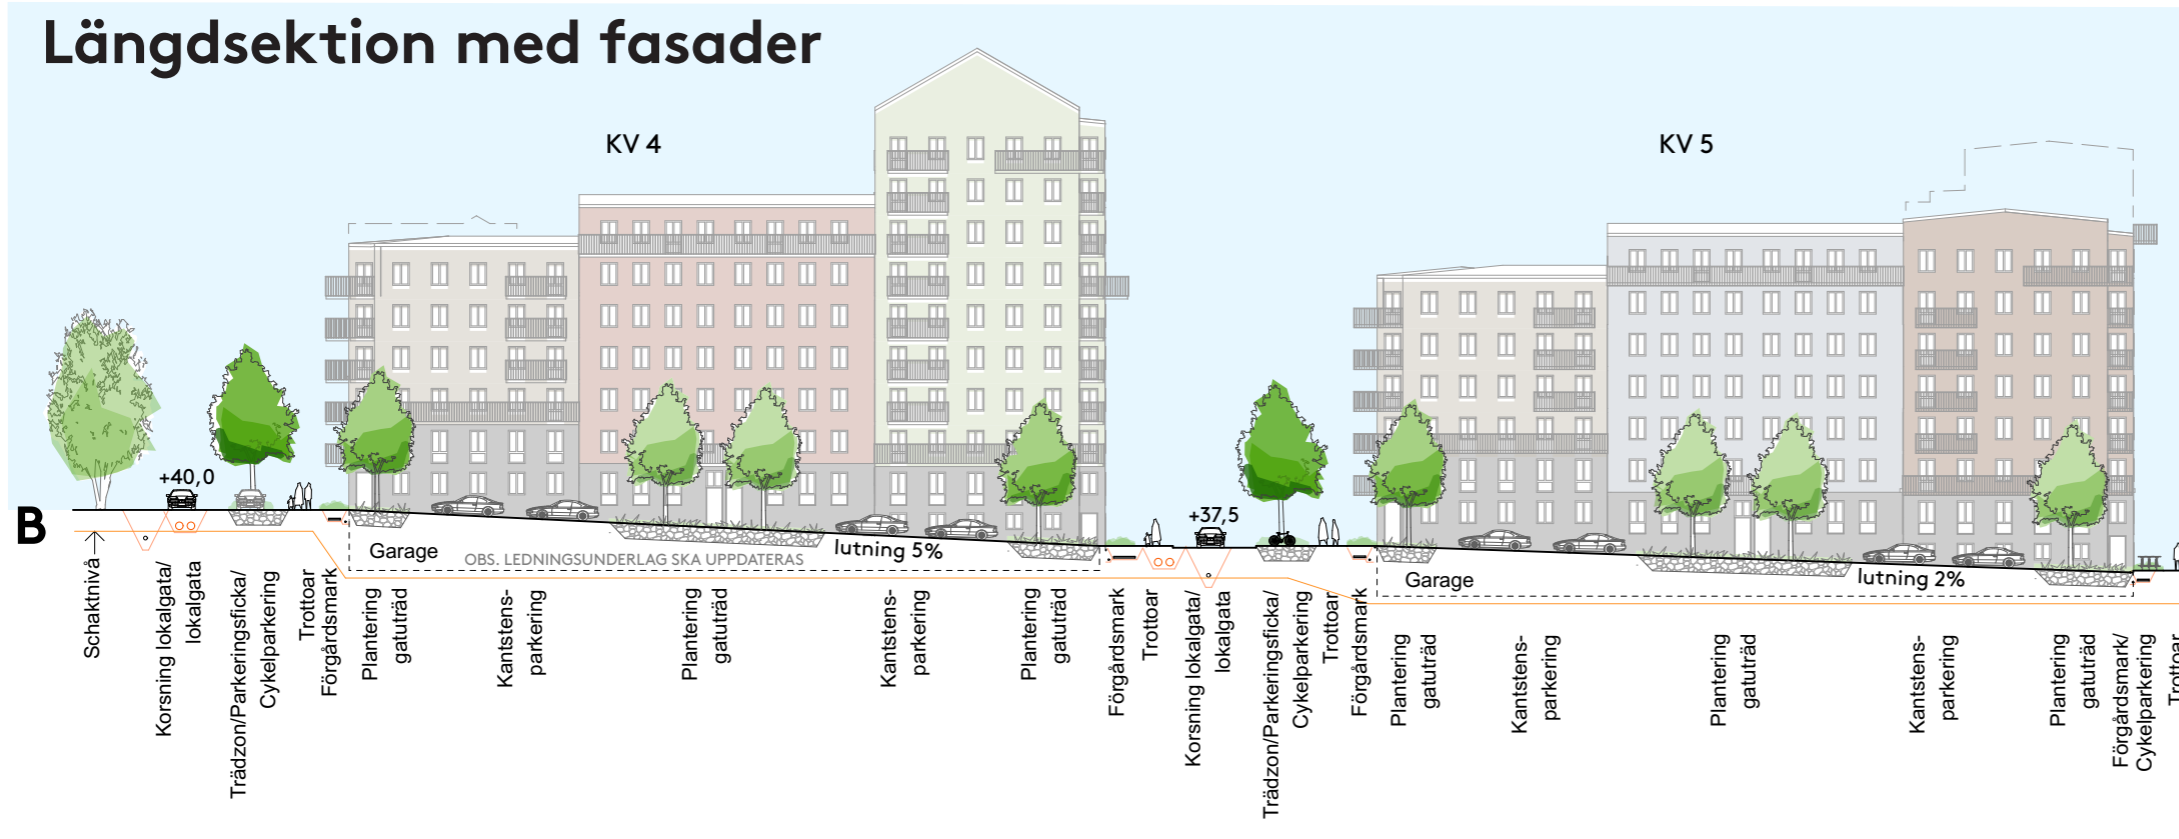 Längdsektion med fasader
KV 4
KV 5
+40,0
+37,5
B
Garage
OBS. LEDNINGSUNDERLAG SKA UPPDATERAS
lutning 5%
Garage
lutning 2%
Schaktnivå
Korsning lokalgata/
lokalgata
Trädzon/Parkeringsficka/
Cykelparkering
Trottoar
Förgårdsmark
Plantering
gatuträd
Kantstens-
parkering
Plantering
gatuträd
Kantstens-
parkering
Plantering
gatuträd
Förgårdsmark
Trottoar
Korsning lokalgata/
lokalgata
Trädzon/Parkeringsficka/
Cykelparkering
Trottoar
Förgårdsmark
Plantering
gatuträd
Kantstens-
parkering
Plantering
gatuträd
Kantstens-
parkering
Plantering
gatuträd
Förgårdsmark/
Cykelparkering
Trottoar